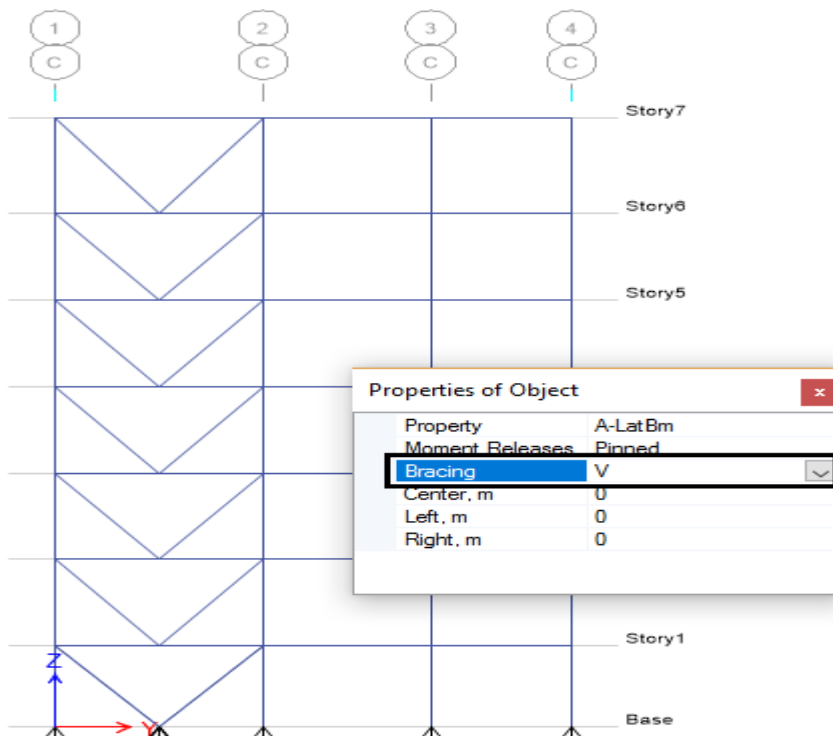 1 2 3 4
C C C C
Story7
Story6
Story5
Properties of Object
x
Property A-LatBm
Moment Releases Pinned
Bracing V
Center, m 0
Left, m 0
Right, m 0
Story1
Z
Y
Base